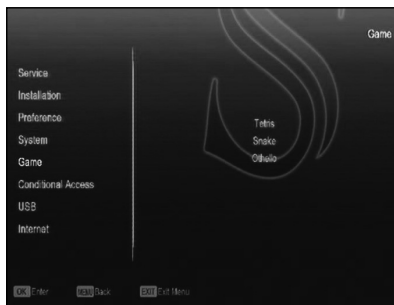 Game
Service
Installation
Preference
System
Game
Conditional Access
USB
Internet
Tetris
Snake
Othello
OK Enter MENU Back EXIT Exit Menu